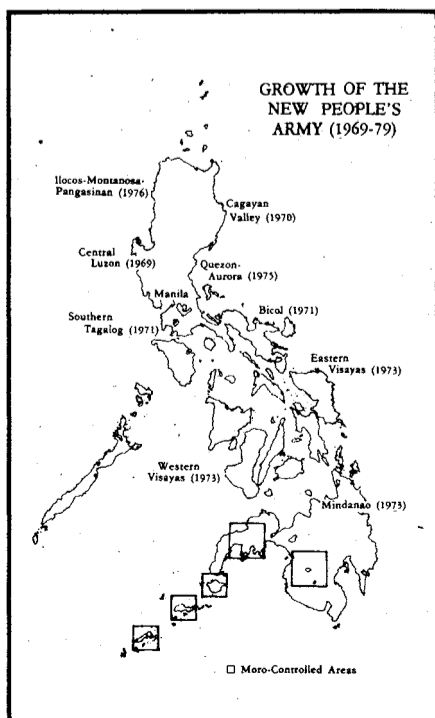 GROWTH OF THE
NEW PEOPLE'S
ARMY (1969-79)
Ilocos-Montanosa-
Pangasinan (1976)
Cagayan
Valley (1970)
Central
Luzon (1969)
Quezon-
Aurora (1975)
Manila
Southern
Tagalog (1971)
Bicol (1971)
Eastern
Visayas (1973)
Western
Visayas (1973)
Mindanao (1973)
Moro-Controlled Areas